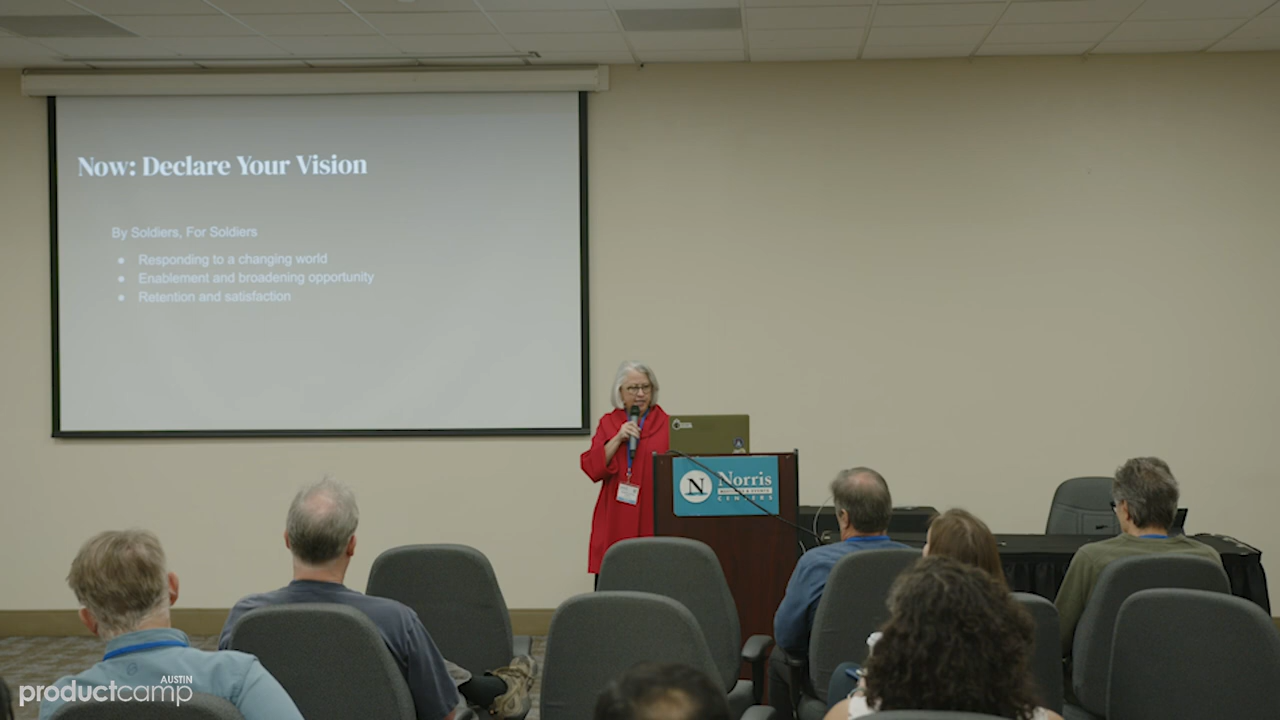 Now: Declare Your Vision
By Soldiers, For Soldiers
Responding to a changing world
Enablement and broadening opportunity
Retention and satisfaction
N Norris
CENTERS
AUSTIN
productcamp